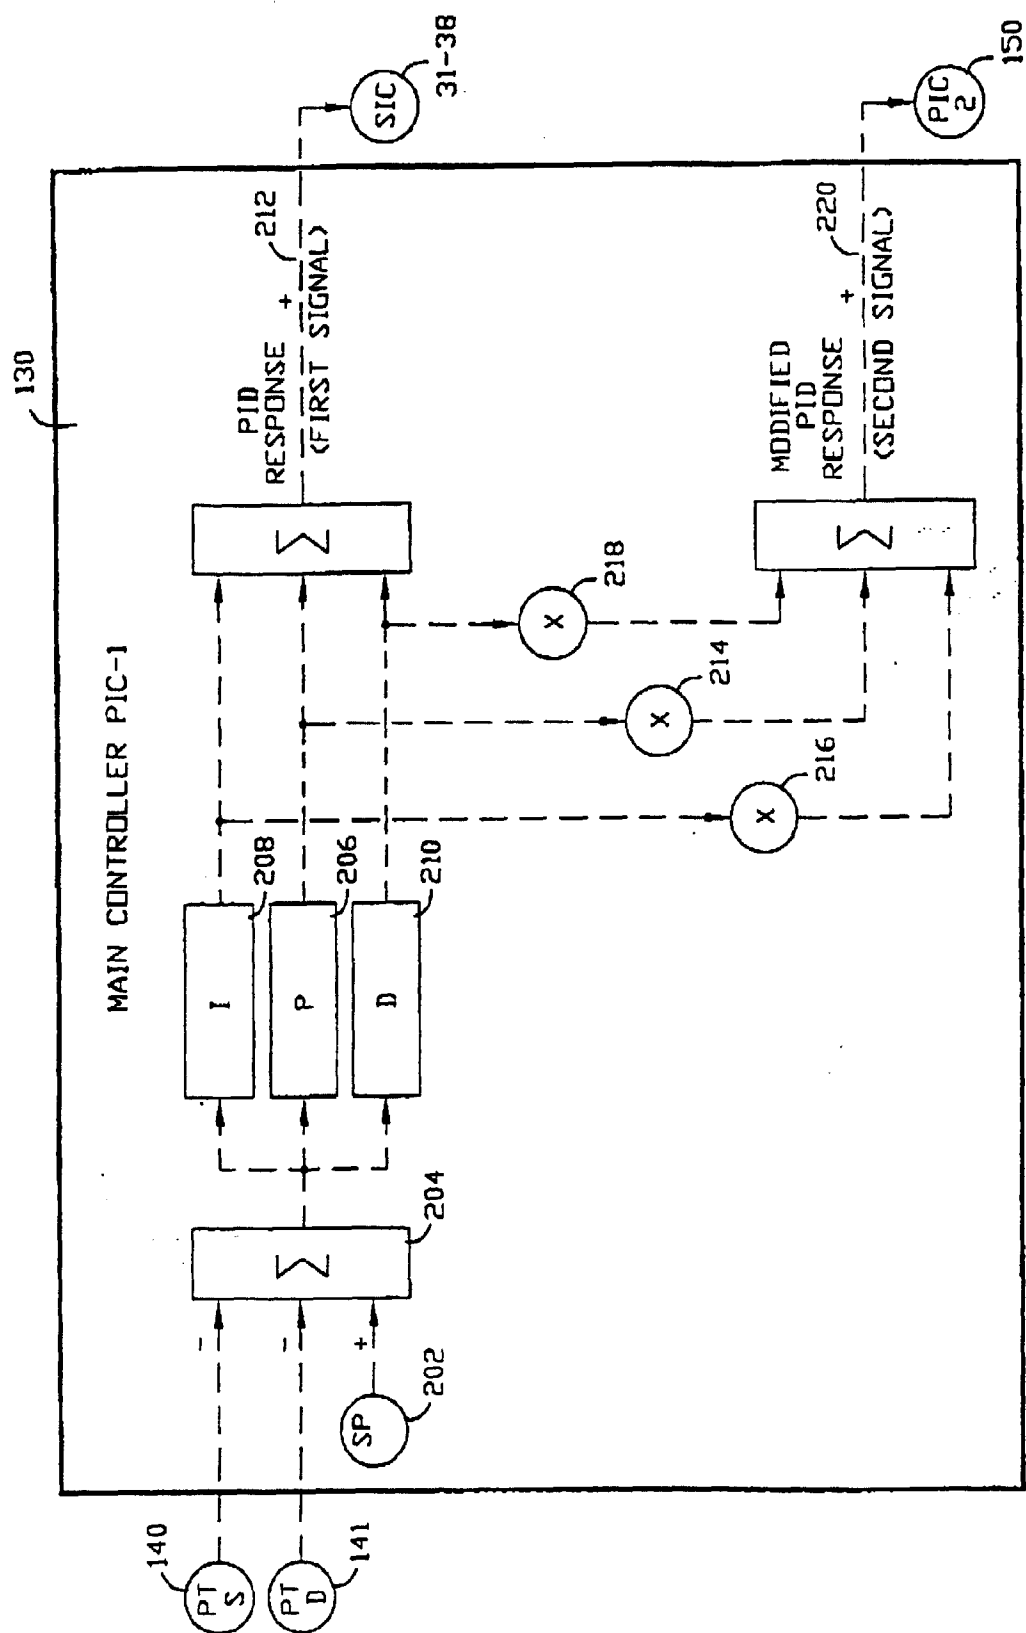 130
MAIN CONTROLLER PIC-1
PT
S
140
PT
D
141
SP
202
-
-
+
Σ
204
I
208
P
206
D
210
X
216
X
214
X
218
Σ
PID
RESPONSE
(FIRST SIGNAL)
+
212
SIC
31-38
Σ
MODIFIED
PID
RESPONSE
(SECOND SIGNAL)
+
220
PIC
2
150